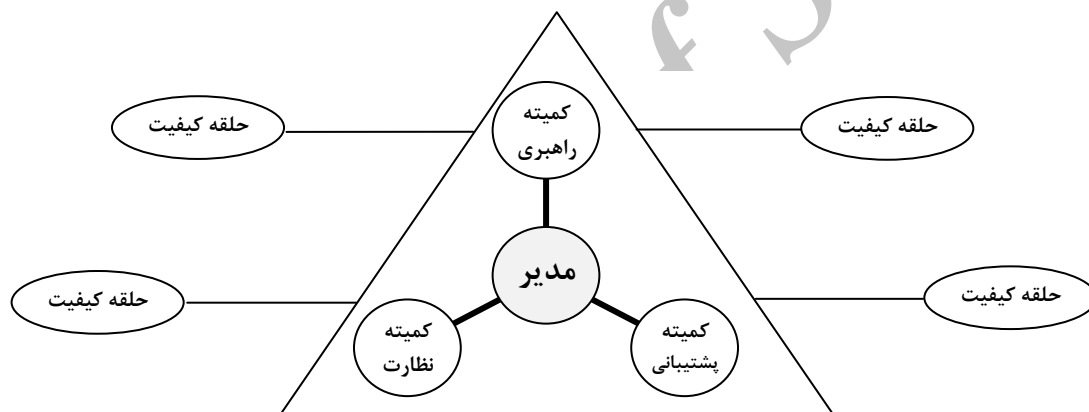 کمیته
راهبری
حلقه کیفیت
حلقه کیفیت
مدیر
حلقه کیفیت
حلقه کیفیت
کمیته
پشتیبانی
کمیته
نظارت